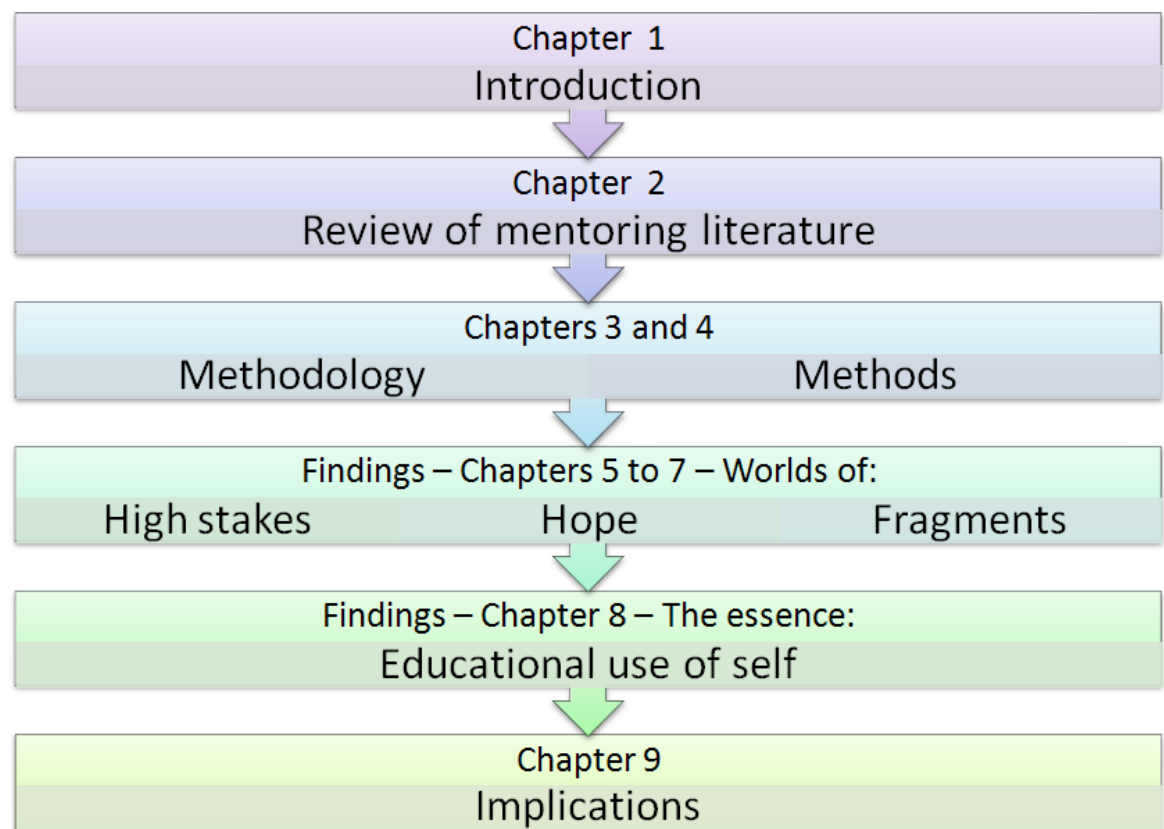 Chapter 1
Introduction
Chapter 2
Review of mentoring literature
Chapters 3 and 4
Methodology Methods
Findings – Chapters 5 to 7 – Worlds of:
High stakes Hope Fragments
Findings – Chapter 8 – The essence:
Educational use of self
Chapter 9
Implications